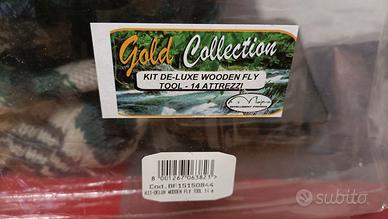 Gold Collection
KIT DE-LUXE WOODEN FLY
TOOL - 14 ATTREZZI
8 001267 063821 >
Cod.BF15150844
KIT-DELUX WOODEN FLY TOOL 14 a
subito